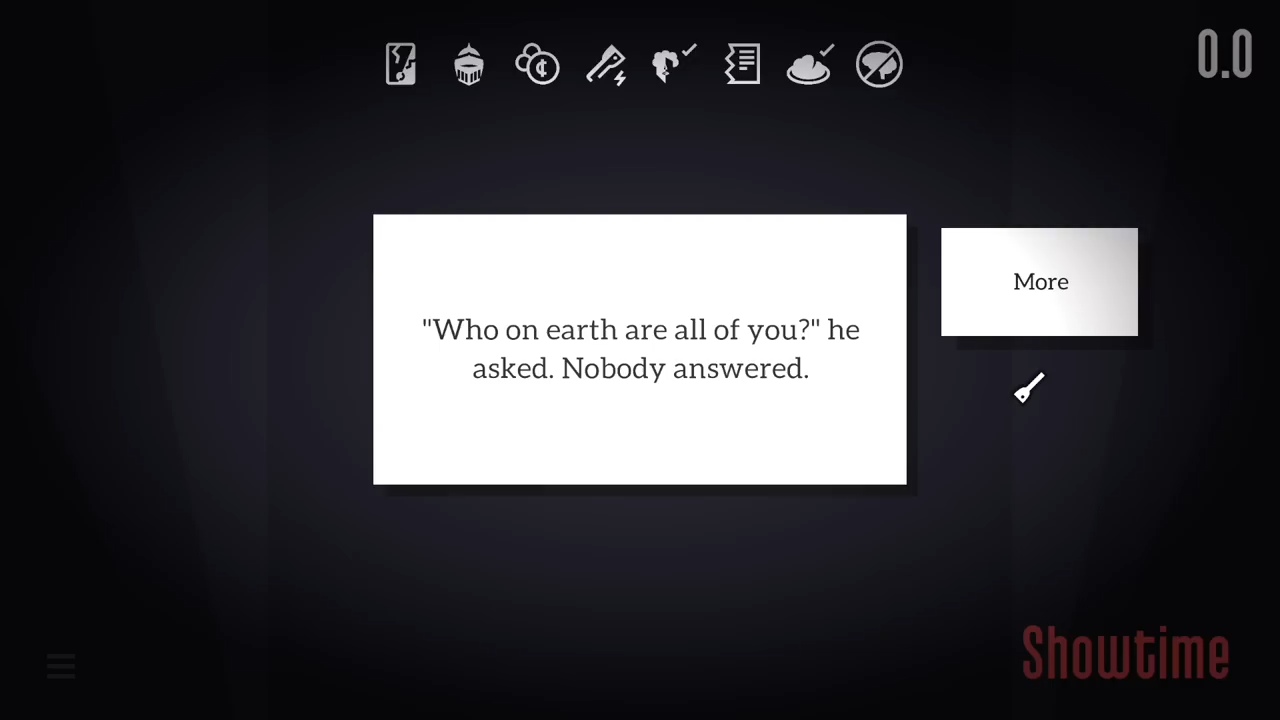 0.0
"Who on earth are all of you?" he
asked. Nobody answered.
More
Showtime